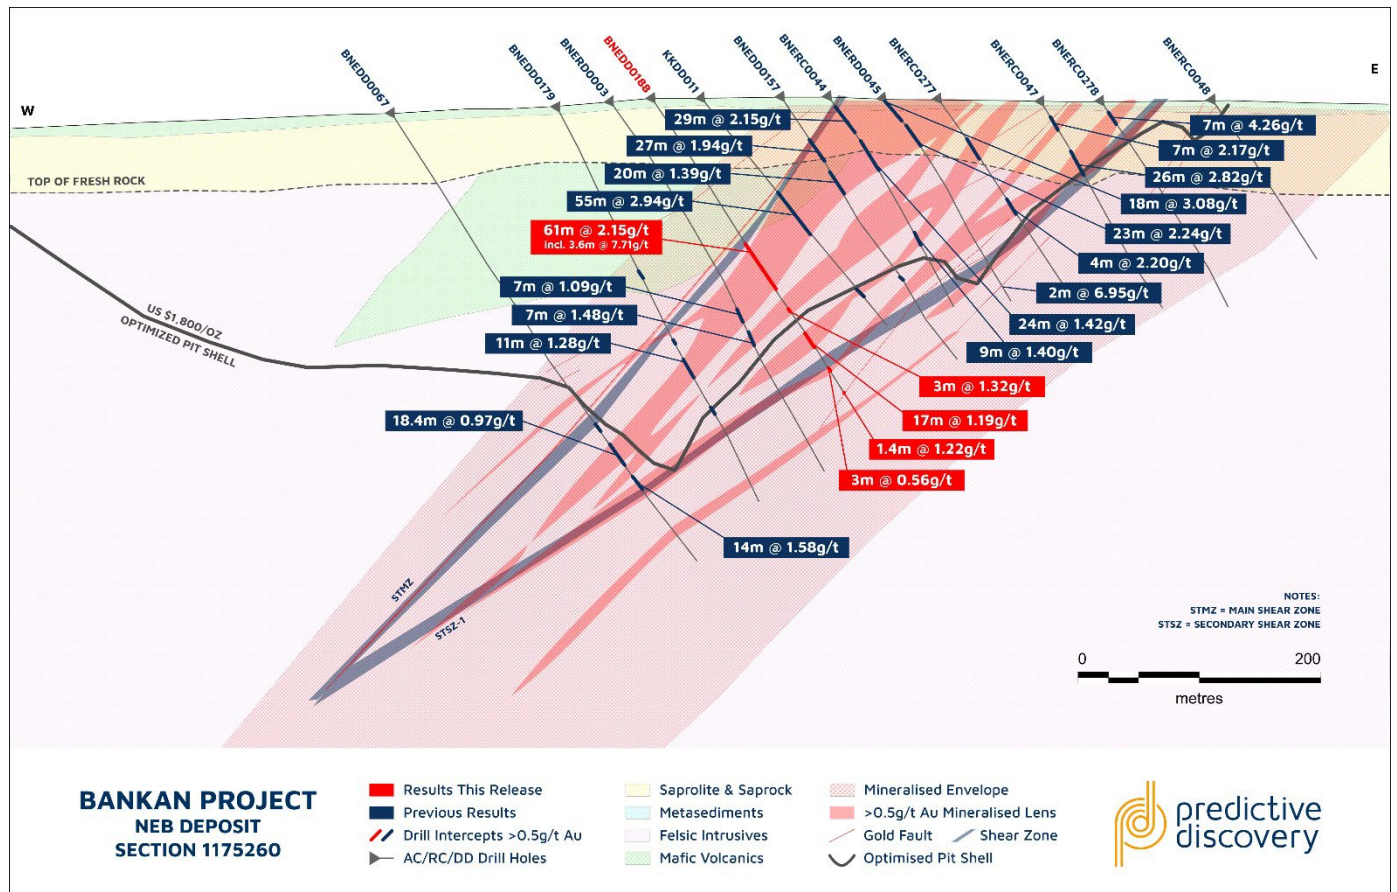 BNEDD0067
BNEDD0179
BNERD0003
BNEDD0188
KKDD011
BNEDD0157
BNERC0044
BNERD0045
BNERC0277
BNERC0047
BNERC0278
BNERC0048
W
E
29m @ 2.15g/t
27m @ 1.94g/t
20m @ 1.39g/t
55m @ 2.94g/t
61m @ 2.15g/t
incl. 3.6m @ 7.71g/t
7m @ 1.09g/t
7m @ 1.48g/t
11m @ 1.28g/t
18.4m @ 0.97g/t
7m @ 4.26g/t
7m @ 2.17g/t
26m @ 2.82g/t
18m @ 3.08g/t
23m @ 2.24g/t
4m @ 2.20g/t
2m @ 6.95g/t
24m @ 1.42g/t
9m @ 1.40g/t
3m @ 1.32g/t
17m @ 1.19g/t
1.4m @ 1.22g/t
3m @ 0.56g/t
14m @ 1.58g/t
TOP OF FRESH ROCK
US $1,800/OZ
OPTIMIZED PIT SHELL
STMZ
STSZ-1
NOTES:
STMZ = MAIN SHEAR ZONE
STSZ = SECONDARY SHEAR ZONE
0 200
metres
BANKAN PROJECT
NEB DEPOSIT
SECTION 1175260
Results This Release
Previous Results
Drill Intercepts >0.5g/t Au
AC/RC/DD Drill Holes
Saprolite & Saprock
Metasediments
Felsic Intrusives
Mafic Volcanics
Mineralised Envelope
>0.5g/t Au Mineralised Lens
Gold Fault
Shear Zone
Optimised Pit Shell
predictive
discovery